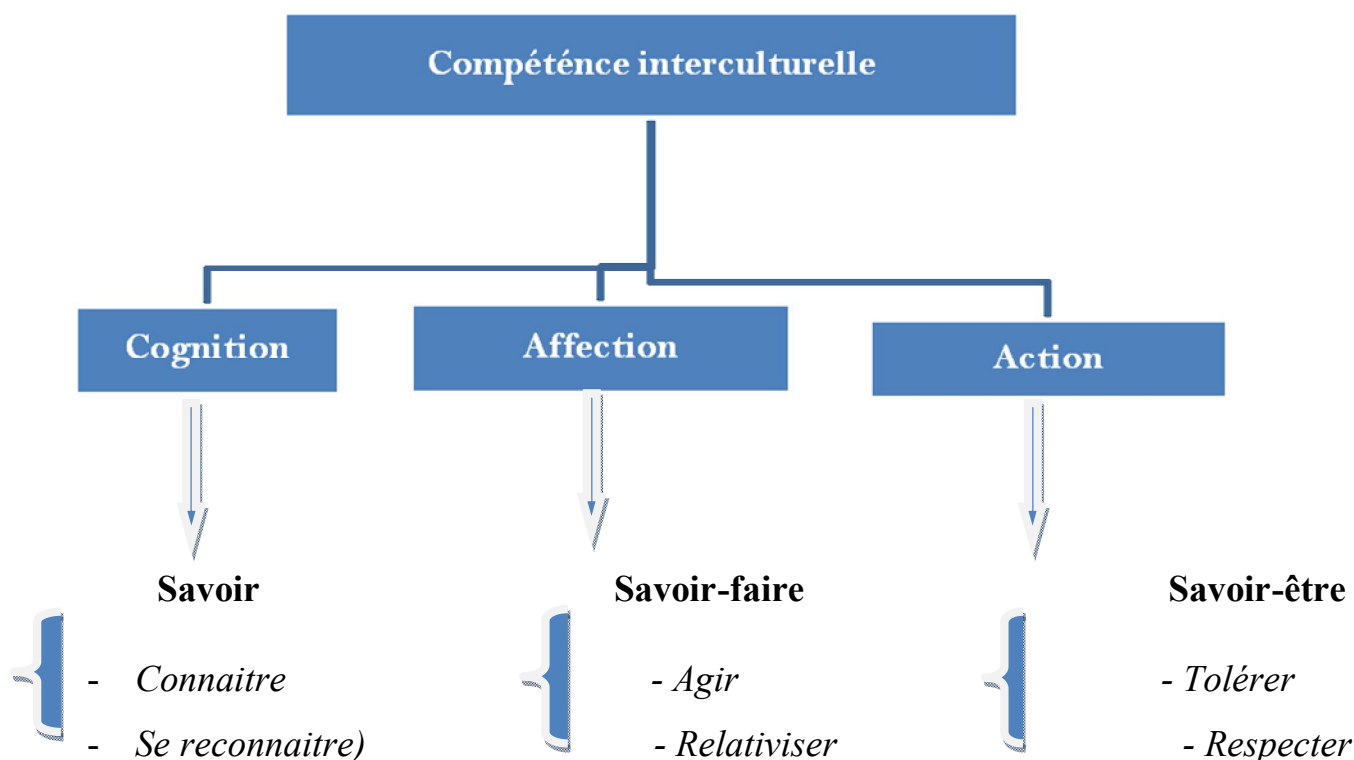 Compéténce interculturelle
Cognition
Affection
Action
Savoir
Savoir-faire
Savoir-être
- Connaitre
- Agir
- Tolérer
- Se reconnaitre)
- Relativiser
- Respecter